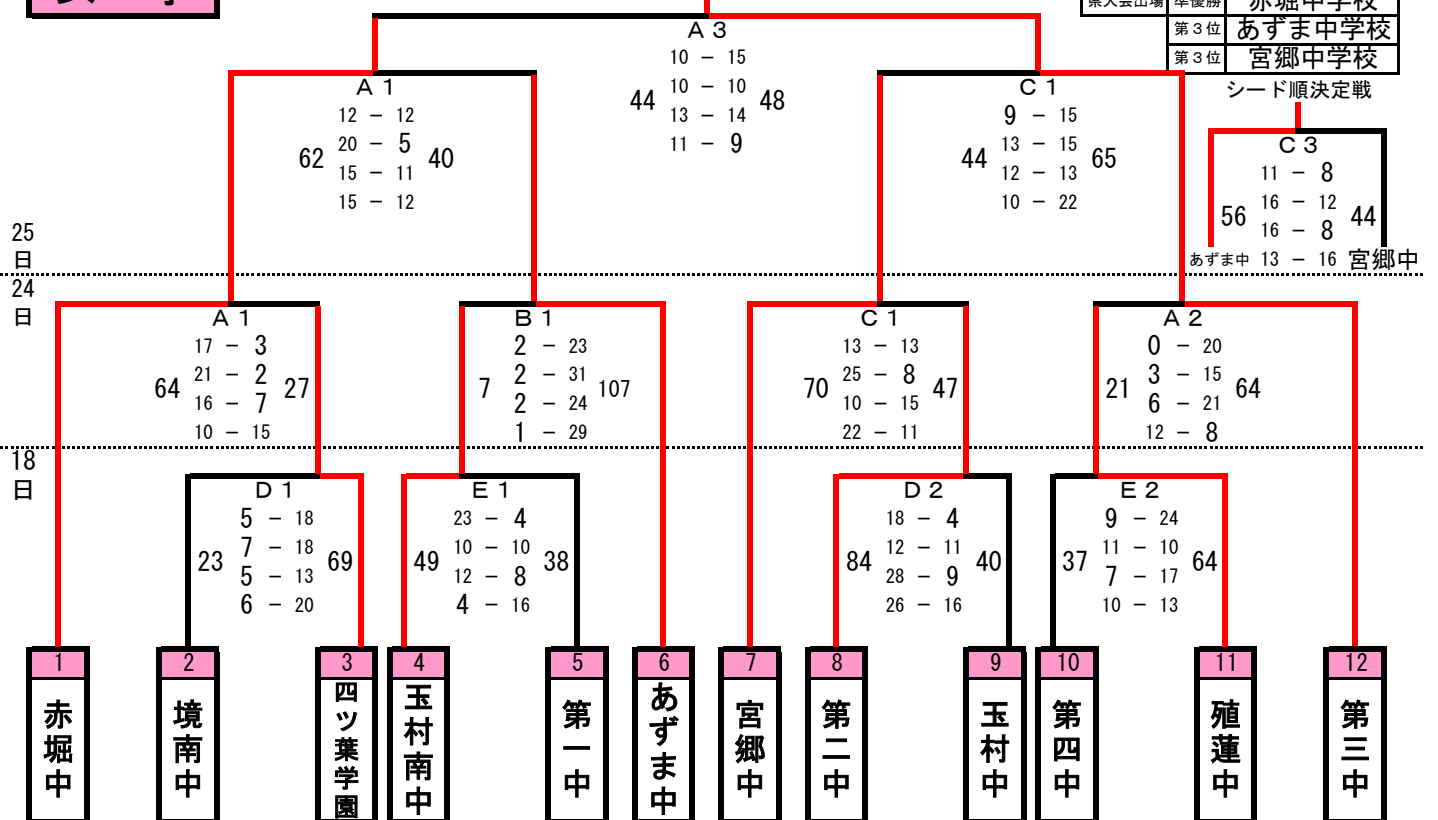 県大会出場 準優勝 赤堀中学校
第3位 あずま中学校
第3位 宮郷中学校
A3
10 － 15
10 － 10
44 48
13 － 14
11 － 9
A1
12 － 12
20 － 5
62 40
15 － 11
15 － 12
C1
9 － 15
13 － 15
44 65
12 － 13
10 － 22
シード順決定戦
C3
11 － 8
16 － 12
56 44
16 － 8
あずま中 13 － 16 宮郷中
25
日
24
日
A1
17 － 3
21 － 2
64 27
16 － 7
10 － 15
B1
2 － 23
2 － 31
7 107
2 － 24
1 － 29
C1
13 － 13
25 － 8
70 47
10 － 15
22 － 11
A2
0 － 20
3 － 15
21 64
6 － 21
12 － 8
18
日
D1
5 － 18
7 － 18
23 69
5 － 13
6 － 20
E1
23 － 4
10 － 10
49 38
12 － 8
4 － 16
D2
18 － 4
12 － 11
84 40
28 － 9
26 － 16
E2
9 － 24
11 － 10
37 64
7 － 17
10 － 13
1 赤堀中
2 境南中
3 四ツ葉学園
4 玉村南中
5 第一中
6 あずま中
7 宮郷中
8 第二中
9 玉村中
10 第四中
11 殖蓮中
12 第三中